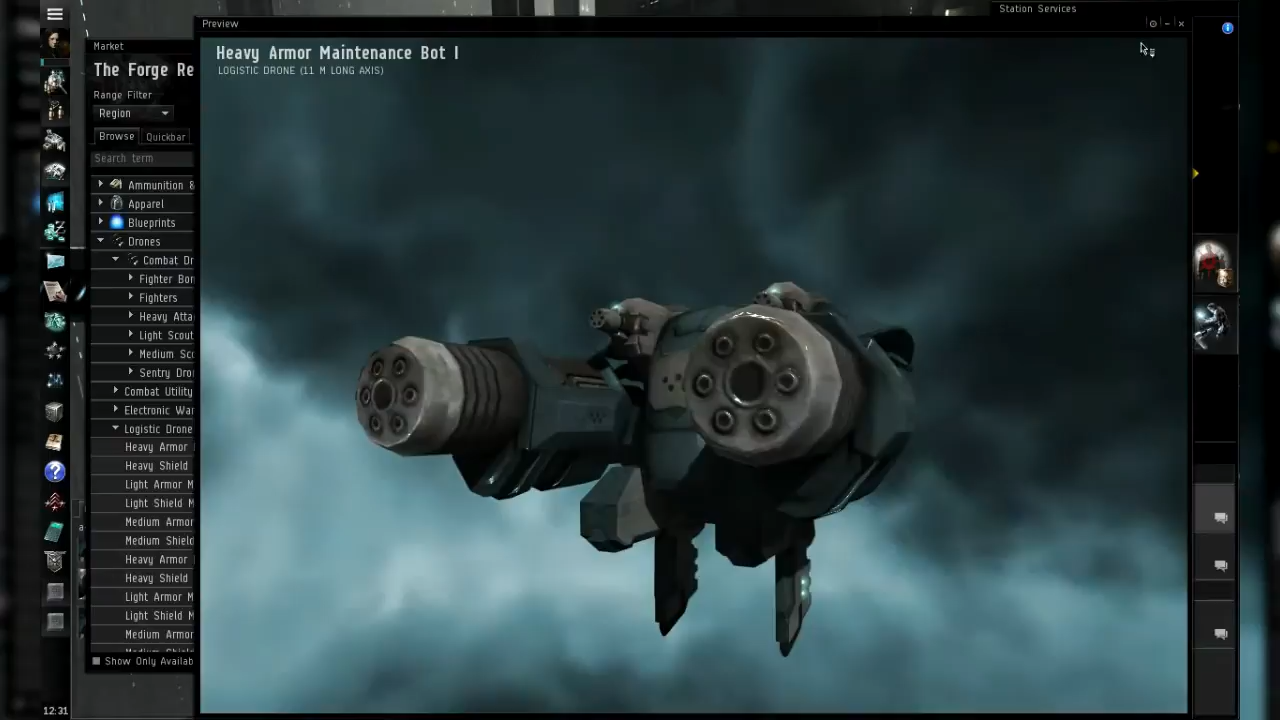 Station Services
Preview
Heavy Armor Maintenance Bot I
LOGISTIC DRONE (11 M LONG AXIS)
Market
The Forge Re
Range Filter
Region
Browse
Quickbar
Search term
Ammunition &
Apparel
Blueprints
Drones
Combat Dr
Fighter Bon
Fighters
Heavy Atta
Light Scout
Medium Sco
Sentry Dro
Combat Utility
Electronic War
Logistic Drone
Heavy Armor
Heavy Shield
Light Armor M
Light Shield M
Medium Armor
Medium Shield
Heavy Armor
Heavy Shield
Light Armor M
Light Shield M
Medium Armor
Show Only Availab
12:31